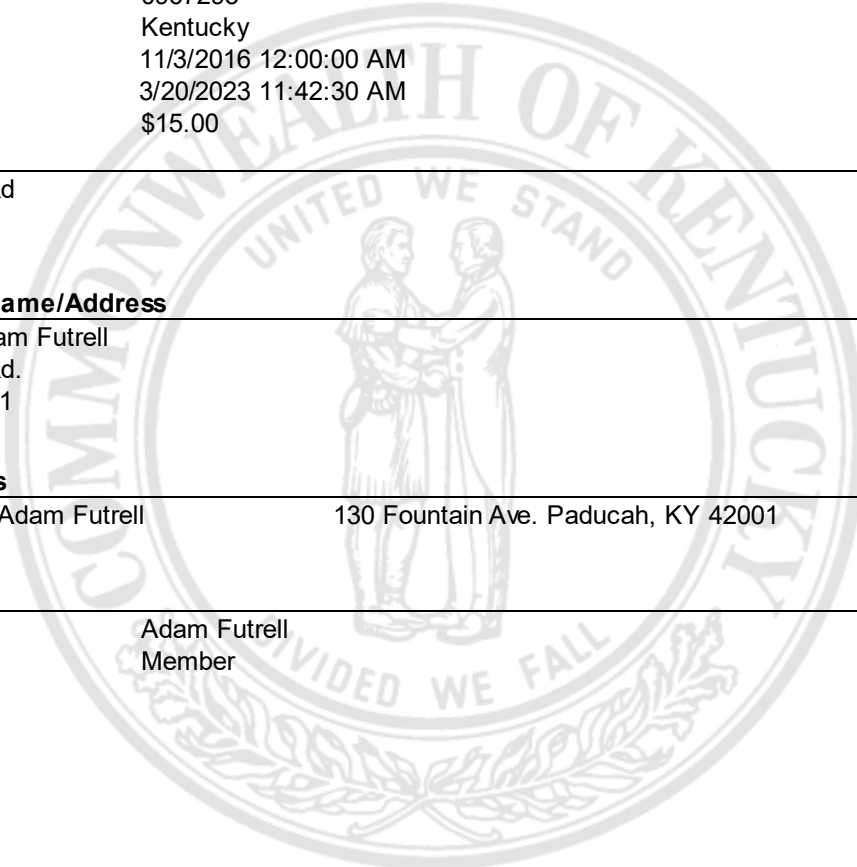 Kentucky
11/3/2016 12:00:00 AM
3/20/2023 11:42:30 AM
$15.00
d
ame/Address
am Futrell
d.
1
s
Adam Futrell 130 Fountain Ave. Paducah, KY 42001
Adam Futrell
Member
COMMONWEALTH OF KENTUCKY
UNITED WE STAND
DIVIDED WE FALL